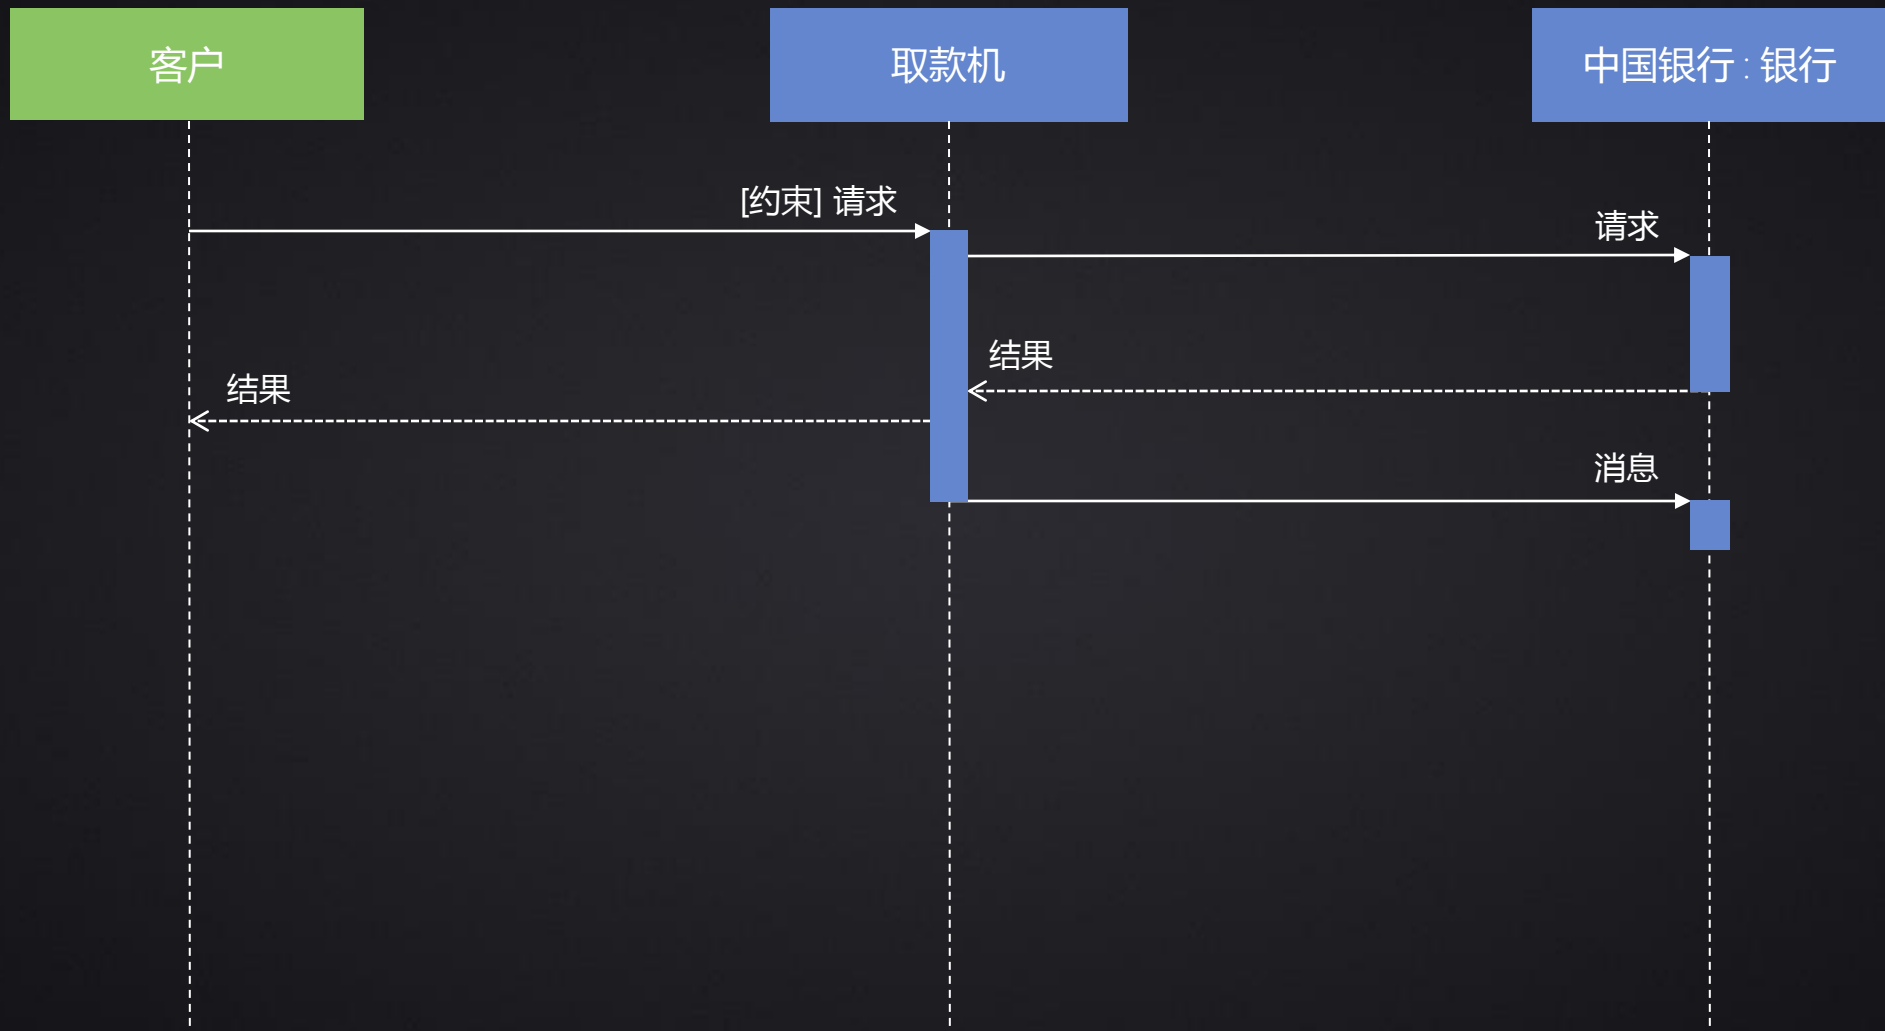 客户
取款机
中国银行 : 银行
[约束] 请求
请求
结果
结果
消息